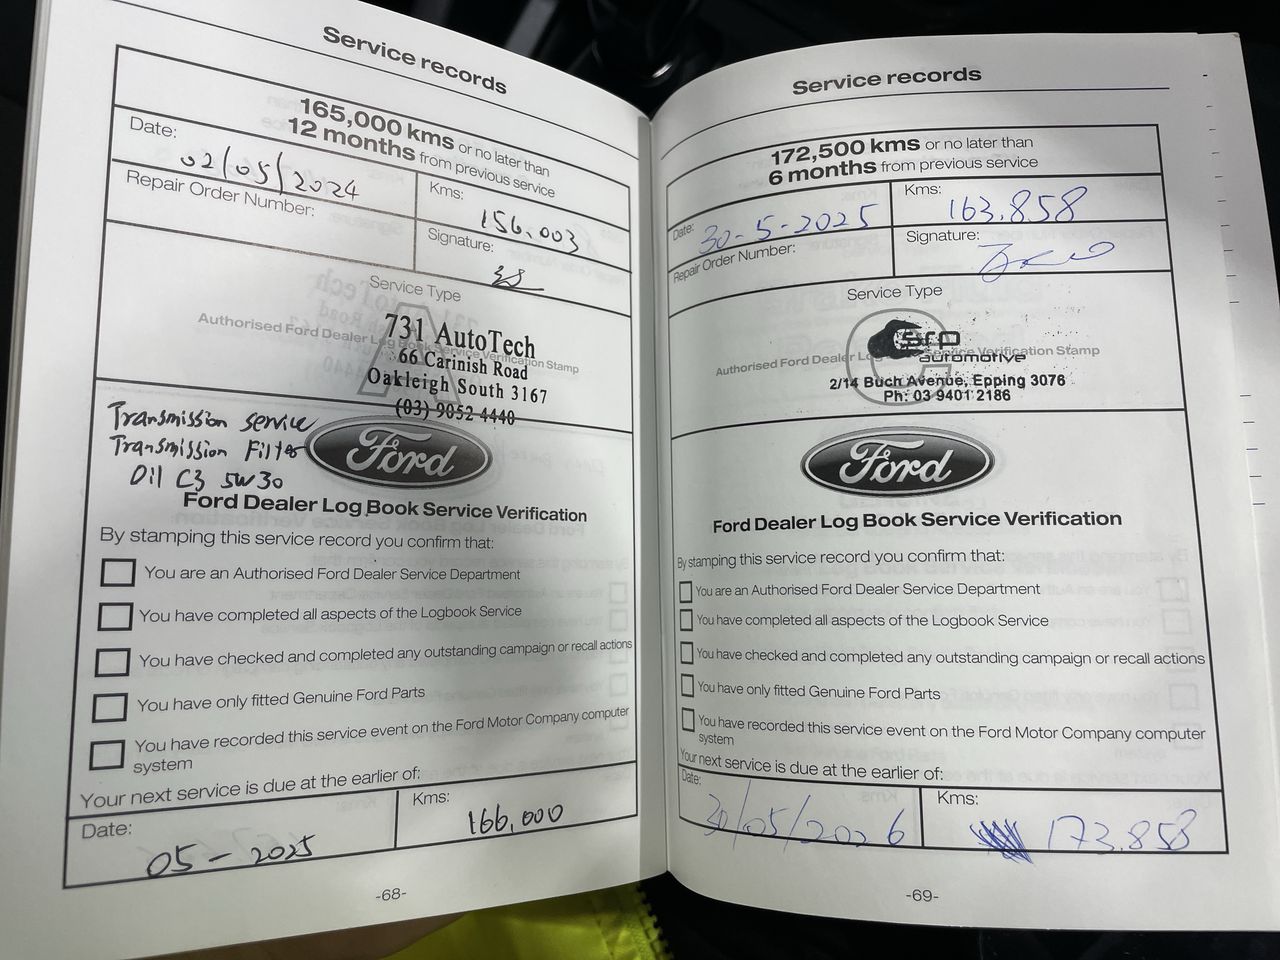 Service records
165,000 kms or no later than
12 months from previous service
Date:
02/05/2024
Kms:
156,003
Repair Order Number:
Signature:
Service Type
A
Authorised Ford Dealer Log Book Service Verification Stamp
731 AutoTech
66 Carinish Road
Oakleigh South 3167
(03) 9052 4440
Transmission service
Transmission Filter
Oil C3 5W30
Ford
Ford Dealer Log Book Service Verification
By stamping this service record you confirm that:
You are an Authorised Ford Dealer Service Department
You have completed all aspects of the Logbook Service
You have checked and completed any outstanding campaign or recall actions
You have only fitted Genuine Ford Parts
You have recorded this service event on the Ford Motor Company computer
system
Your next service is due at the earlier of:
Date:
05-2025
Kms:
166,000
-68-
Service records
172,500 kms or no later than
6 months from previous service
Date: 30-5-2025
Kms:
163,858
Repair Order Number:
Signature:
Service Type
C
Authorised Ford Dealer Log Book Service Verification Stamp
srp
automotive
2/14 Buch Avenue, Epping 3076
Ph: 03 9401 2186
Ford
Ford Dealer Log Book Service Verification
By stamping this service record you confirm that:
You are an Authorised Ford Dealer Service Department
You have completed all aspects of the Logbook Service
You have checked and completed any outstanding campaign or recall actions
You have only fitted Genuine Ford Parts
You have recorded this service event on the Ford Motor Company computer
system
Your next service is due at the earlier of:
Date:
30/05/2026
Kms:
173.858
-69-